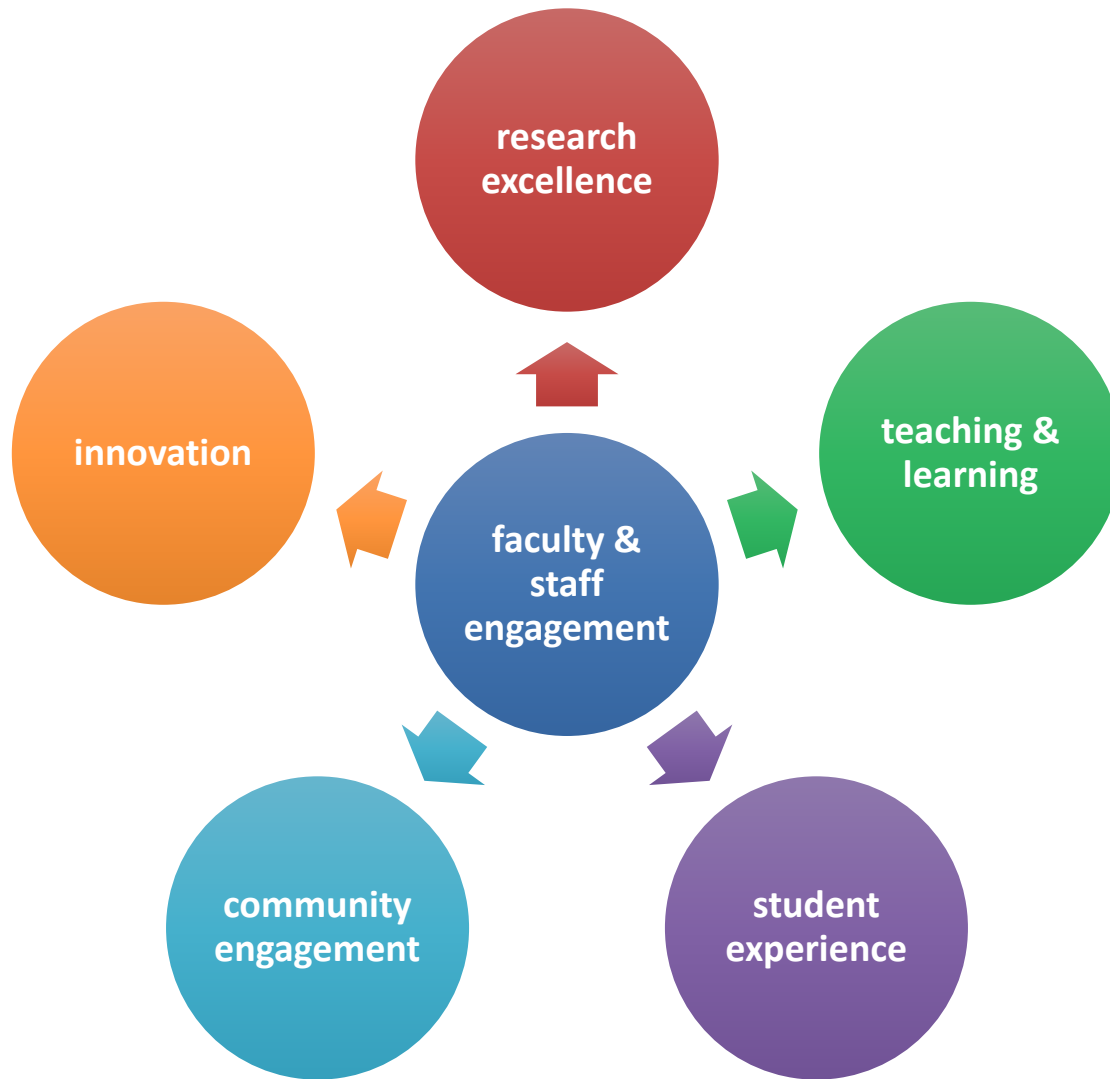 research
excellence
innovation
teaching &
learning
faculty &
staff
engagement
community
engagement
student
experience